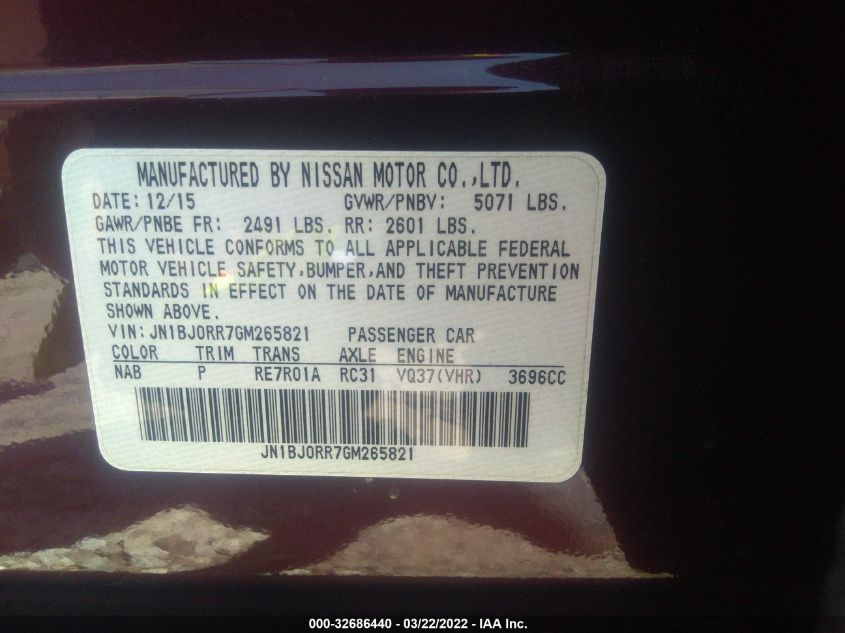 MANUFACTURED BY NISSAN MOTOR CO.,LTD.
DATE: 12/15 GVWR/PNBV: 5071 LBS.
GAWR/PNBE FR: 2491 LBS. RR: 2601 LBS.
THIS VEHICLE CONFORMS TO ALL APPLICABLE FEDERAL
MOTOR VEHICLE SAFETY,BUMPER,AND THEFT PREVENTION
STANDARDS IN EFFECT ON THE DATE OF MANUFACTURE
SHOWN ABOVE.
VIN: JN1BJ0RR7GM265821 PASSENGER CAR
COLOR TRIM TRANS AXLE ENGINE
NAB P RE7R01A RC31 VQ37(VHR) 3696CC
JN1BJ0RR7GM265821
000-32686440 - 03/22/2022 - IAA Inc.